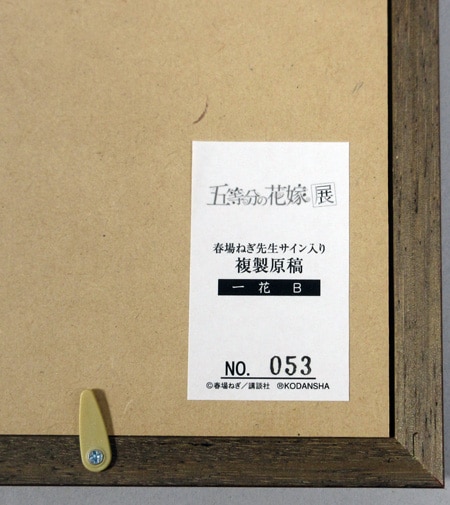 五等分の花嫁 展
春場ねぎ先生サイン入り
複製原稿
一花 B
NO. 053
©春場ねぎ／講談社 ℗KODANSHA